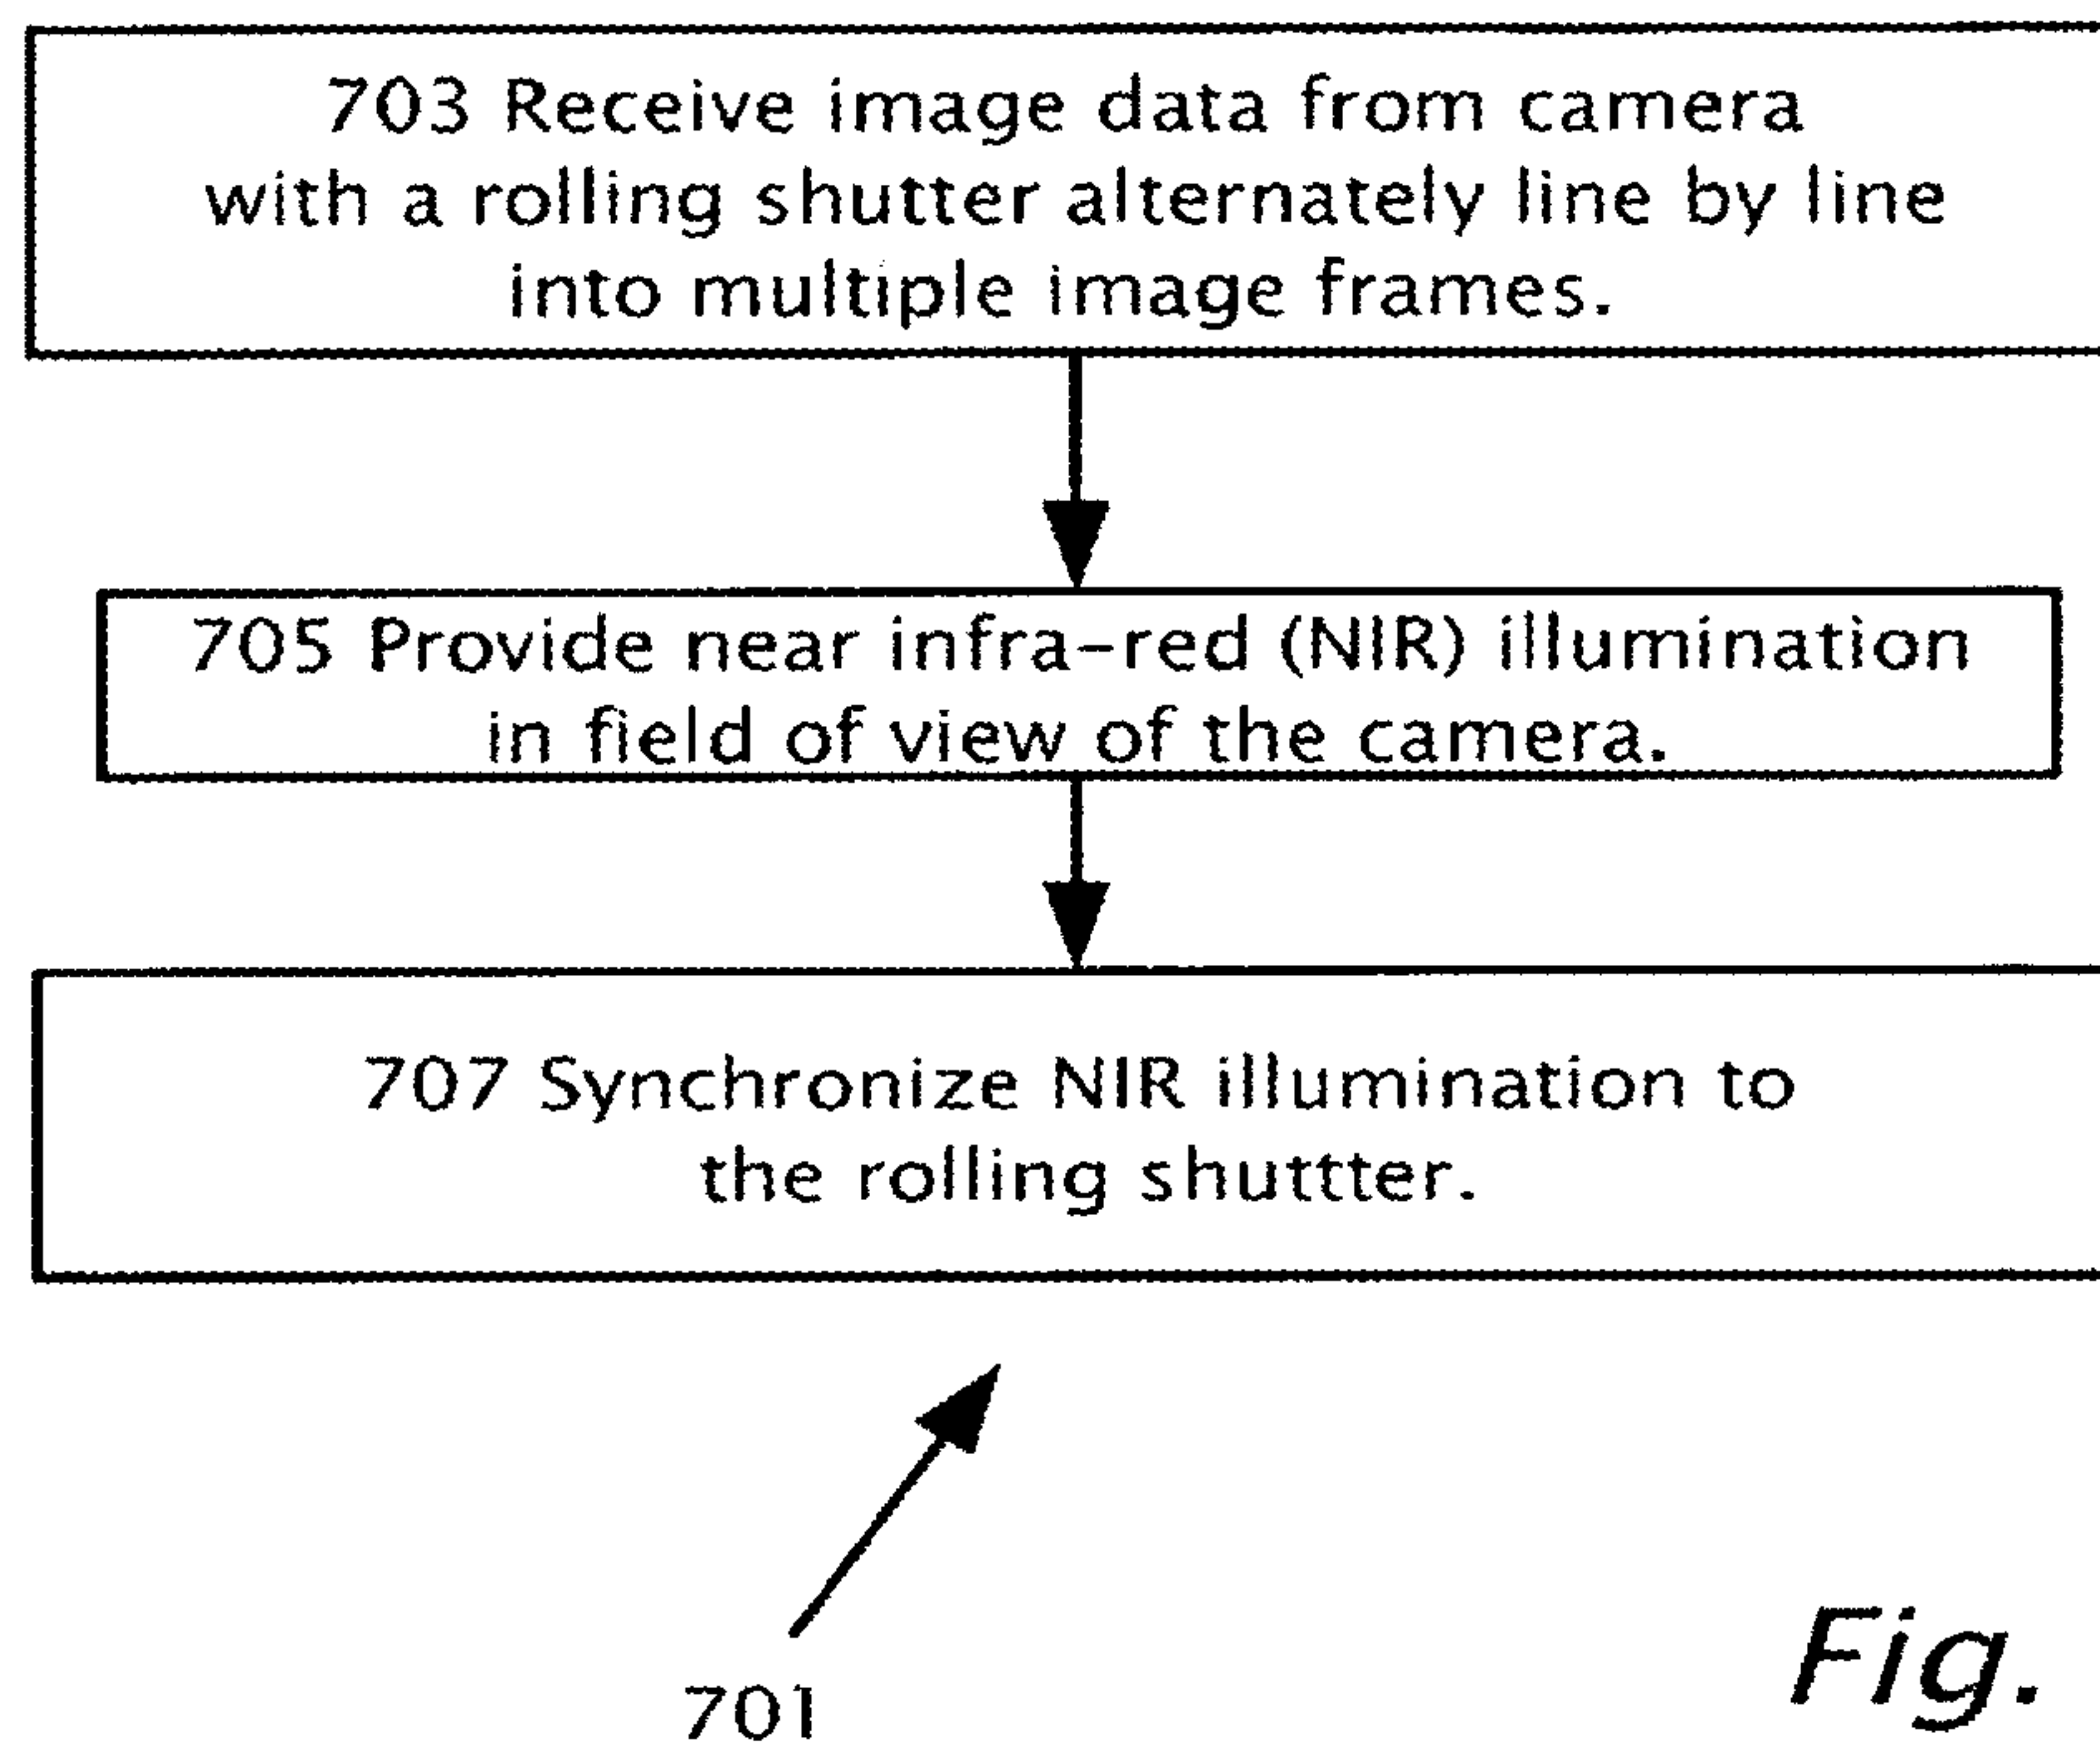 703 Receive image data from camera
with a rolling shutter alternately line by line
into multiple image frames.
705 Provide near infra-red (NIR) illumination
in field of view of the camera.
707 Synchronize NIR illumination to
the rolling shuttter.
701
Fig.